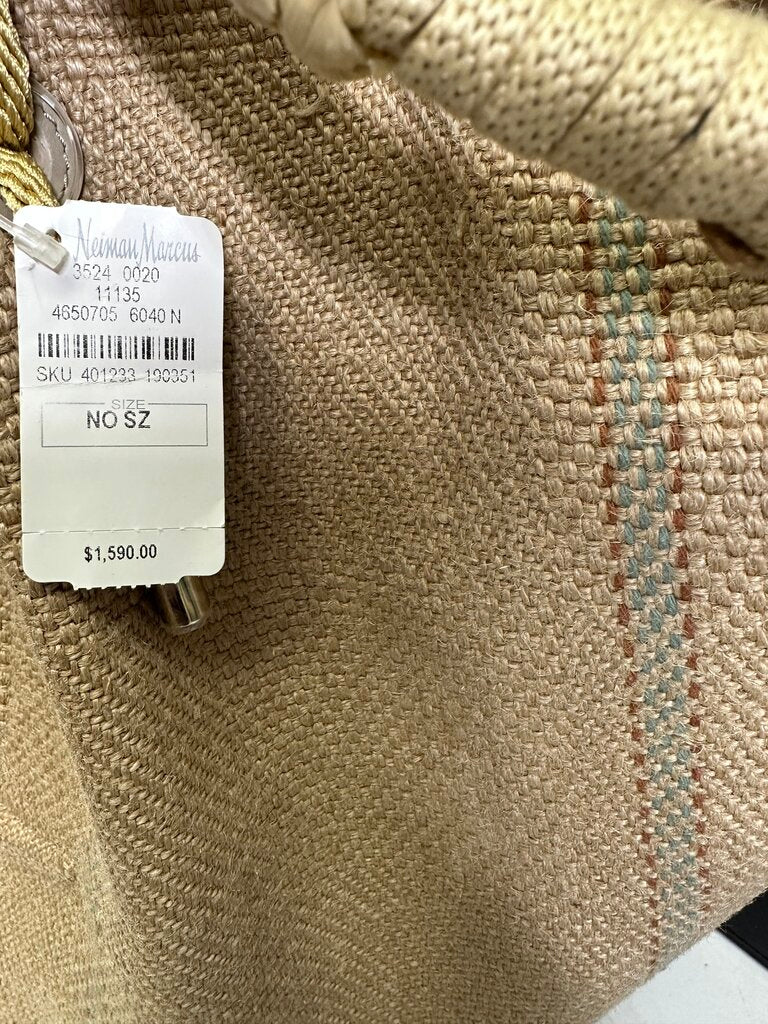 Neiman Marcus
3524 0020
11135
4650705 6040 N
SKU 401233 190351
SIZE
NO SZ
$1,590.00